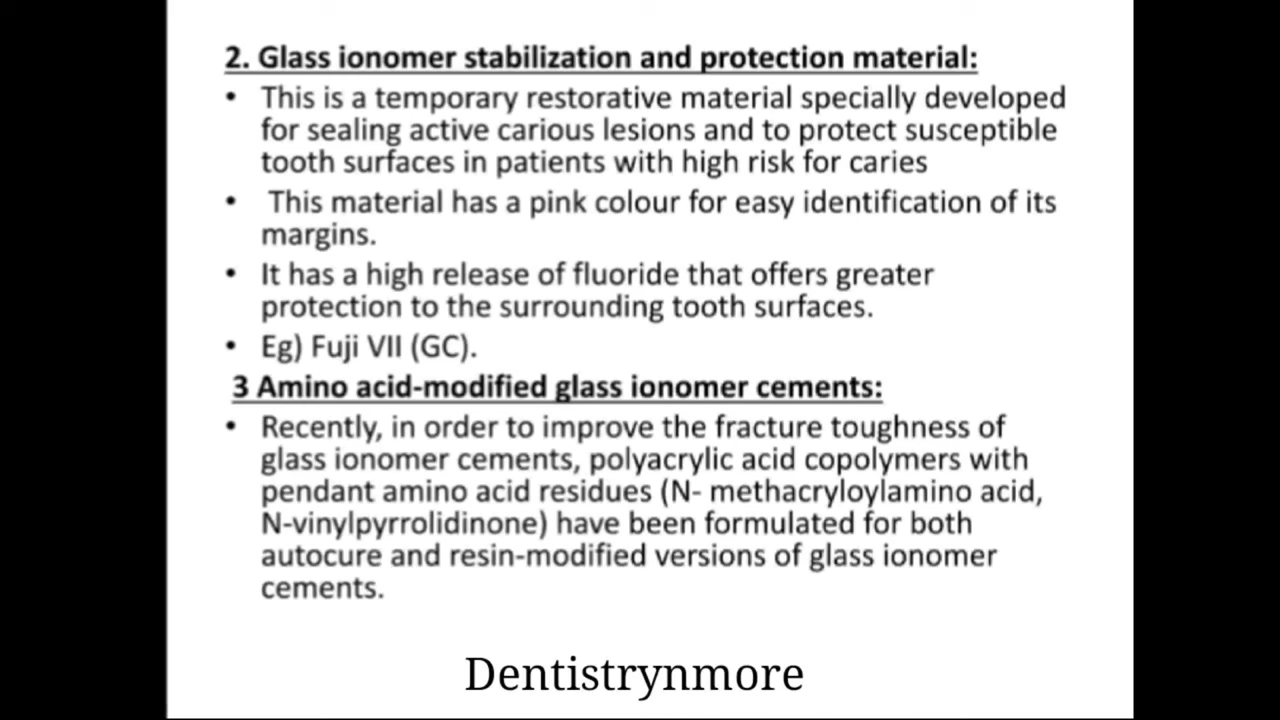 2. Glass ionomer stabilization and protection material:
• This is a temporary restorative material specially developed
for sealing active carious lesions and to protect susceptible
tooth surfaces in patients with high risk for caries
• This material has a pink colour for easy identification of its
margins.
• It has a high release of fluoride that offers greater
protection to the surrounding tooth surfaces.
• Eg) Fuji VII (GC).
3 Amino acid-modified glass ionomer cements:
• Recently, in order to improve the fracture toughness of
glass ionomer cements, polyacrylic acid copolymers with
pendant amino acid residues (N- methacryloylamino acid,
N-vinylpyrrolidinone) have been formulated for both
autocure and resin-modified versions of glass ionomer
cements.
Dentistrynmore